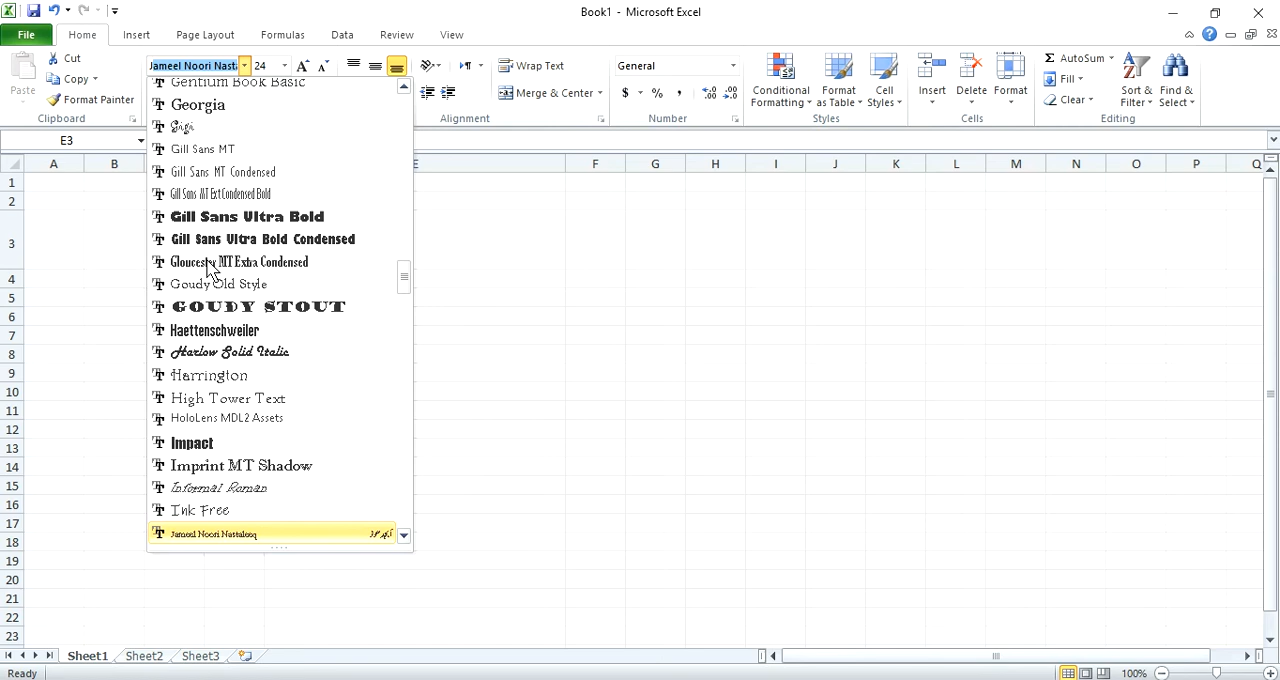 Book1 - Microsoft Excel
File Home Insert Page Layout Formulas Data Review View
Paste
Cut
Copy
Format Painter
Clipboard
Jameel Noori Nasta 24
Wrap Text
Merge & Center
Alignment
General
$ % ,
Number
Conditional Formatting
Format as Table
Cell Styles
Styles
Insert Delete Format
Cells
Σ AutoSum
Fill
Clear
Sort & Filter
Find & Select
Editing
E3
A B E F G H I J K L M N O P Q
1
2
3
4
5
6
7
8
9
10
11
12
13
14
15
16
17
18
19
20
21
22
23
Gentium Book Basic
Georgia
Gigi
Gill Sans MT
Gill Sans MT Condensed
Gill Sans MT Ext Condensed Bold
Gill Sans Ultra Bold
Gill Sans Ultra Bold Condensed
Gloucester MT Extra Condensed
Goudy Old Style
GOUDY STOUT
Haettenschweiler
Harlow Solid Italic
Harrington
High Tower Text
HoloLens MDL2 Assets
Impact
Imprint MT Shadow
Informal Roman
Ink Free
Jameel Noori Nastaleeq
Sheet1 Sheet2 Sheet3
Ready
100%